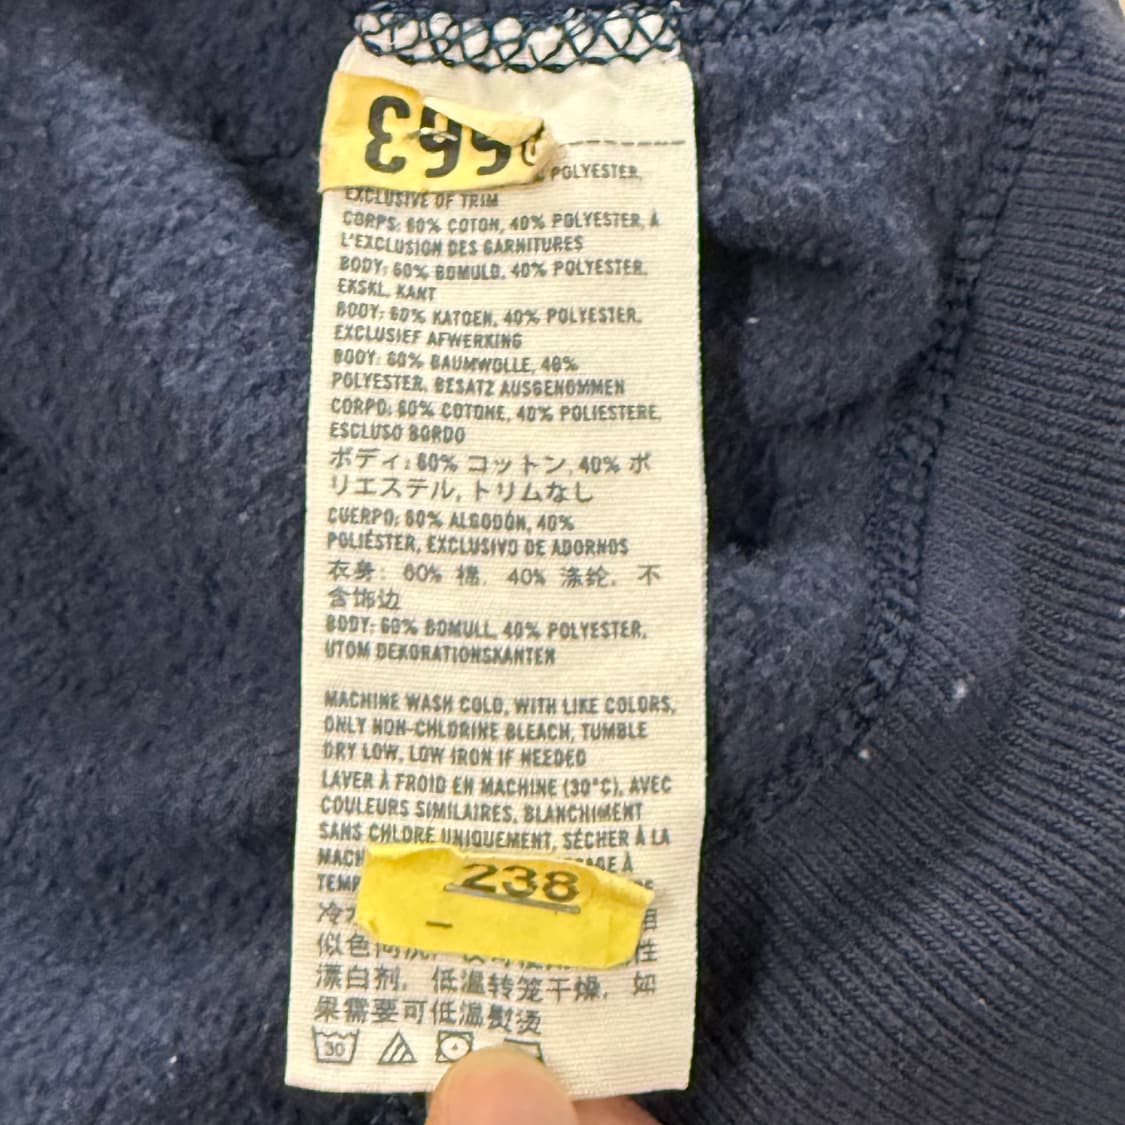 POLYESTER,
EXCLUSIVE OF TRIM
CORPS: 60% COTON, 40% POLYESTER, À
L'EXCLUSION DES GARNITURES
BODY: 60% BOMULD, 40% POLYESTER,
EKSKL. KANT
BODY: 60% KATOEN, 40% POLYESTER,
EXCLUSIEF AFWERKING
BODY: 60% BAUMWOLLE, 40%
POLYESTER, BESATZ AUSGENOMMEN
CORPO: 60% COTONE, 40% POLIESTERE,
ESCLUSO BORDO
ボディ: 60% コットン, 40% ポ
リエステル, トリムなし
CUERPO: 60% ALGODÓN, 40%
POLIÉSTER, EXCLUSIVO DE ADORNOS
衣身: 60% 棉, 40% 涤纶, 不
含饰边
BODY: 60% BOMULL, 40% POLYESTER,
UTOM DEKORATIONSKANTEN
MACHINE WASH COLD, WITH LIKE COLORS,
ONLY NON-CHLORINE BLEACH, TUMBLE
DRY LOW, LOW IRON IF NEEDED
LAVER À FROID EN MACHINE (30°C), AVEC
COULEURS SIMILAIRES, BLANCHIMENT
SANS CHLORE UNIQUEMENT, SÉCHER À LA
MACH À
TEMP
238
冷
似色 性
漂白剂, 低温转笼干燥, 如
果需要可低温熨烫
30